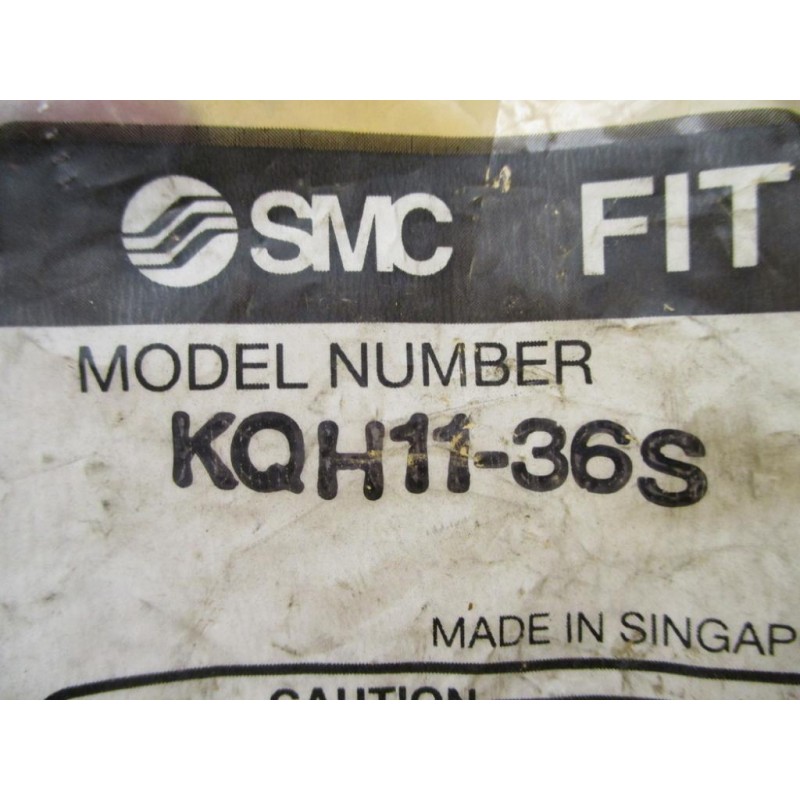 SMC FIT
MODEL NUMBER
KQH11-36S
MADE IN SINGAP
CAUTION